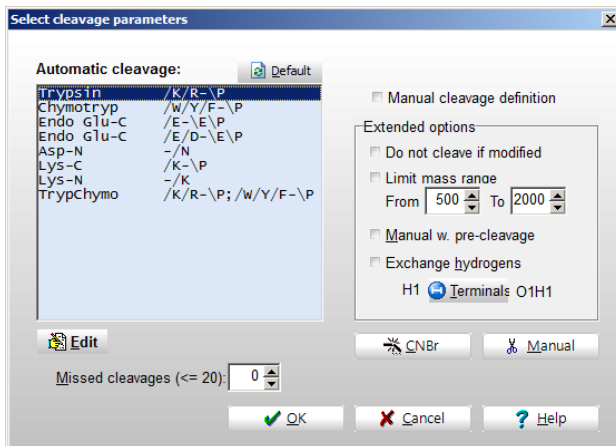 Select cleavage parameters
Automatic cleavage:
Default
Trypsin /K/R-\P
Chymotryp /W/Y/F-\P
Endo Glu-C /E-\E\P
Endo Glu-C /E/D-\E\P
Asp-N -/N
Lys-C /K-\P
Lys-N -/K
TrypChymo /K/R-\P;/W/Y/F-\P
Manual cleavage definition
Extended options
Do not cleave if modified
Limit mass range
From 500 To 2000
Manual w. pre-cleavage
Exchange hydrogens
H1 Terminals O1H1
Edit
CNBr
Manual
Missed cleavages (<= 20): 0
OK
Cancel
Help